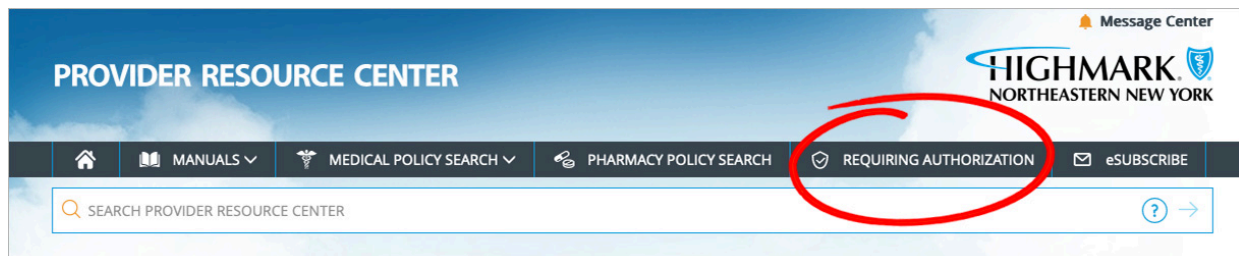 Message Center
PROVIDER RESOURCE CENTER
HIGHMARK.
NORTHEASTERN NEW YORK
MANUALS MEDICAL POLICY SEARCH PHARMACY POLICY SEARCH REQUIRING AUTHORIZATION eSUBSCRIBE
SEARCH PROVIDER RESOURCE CENTER ?